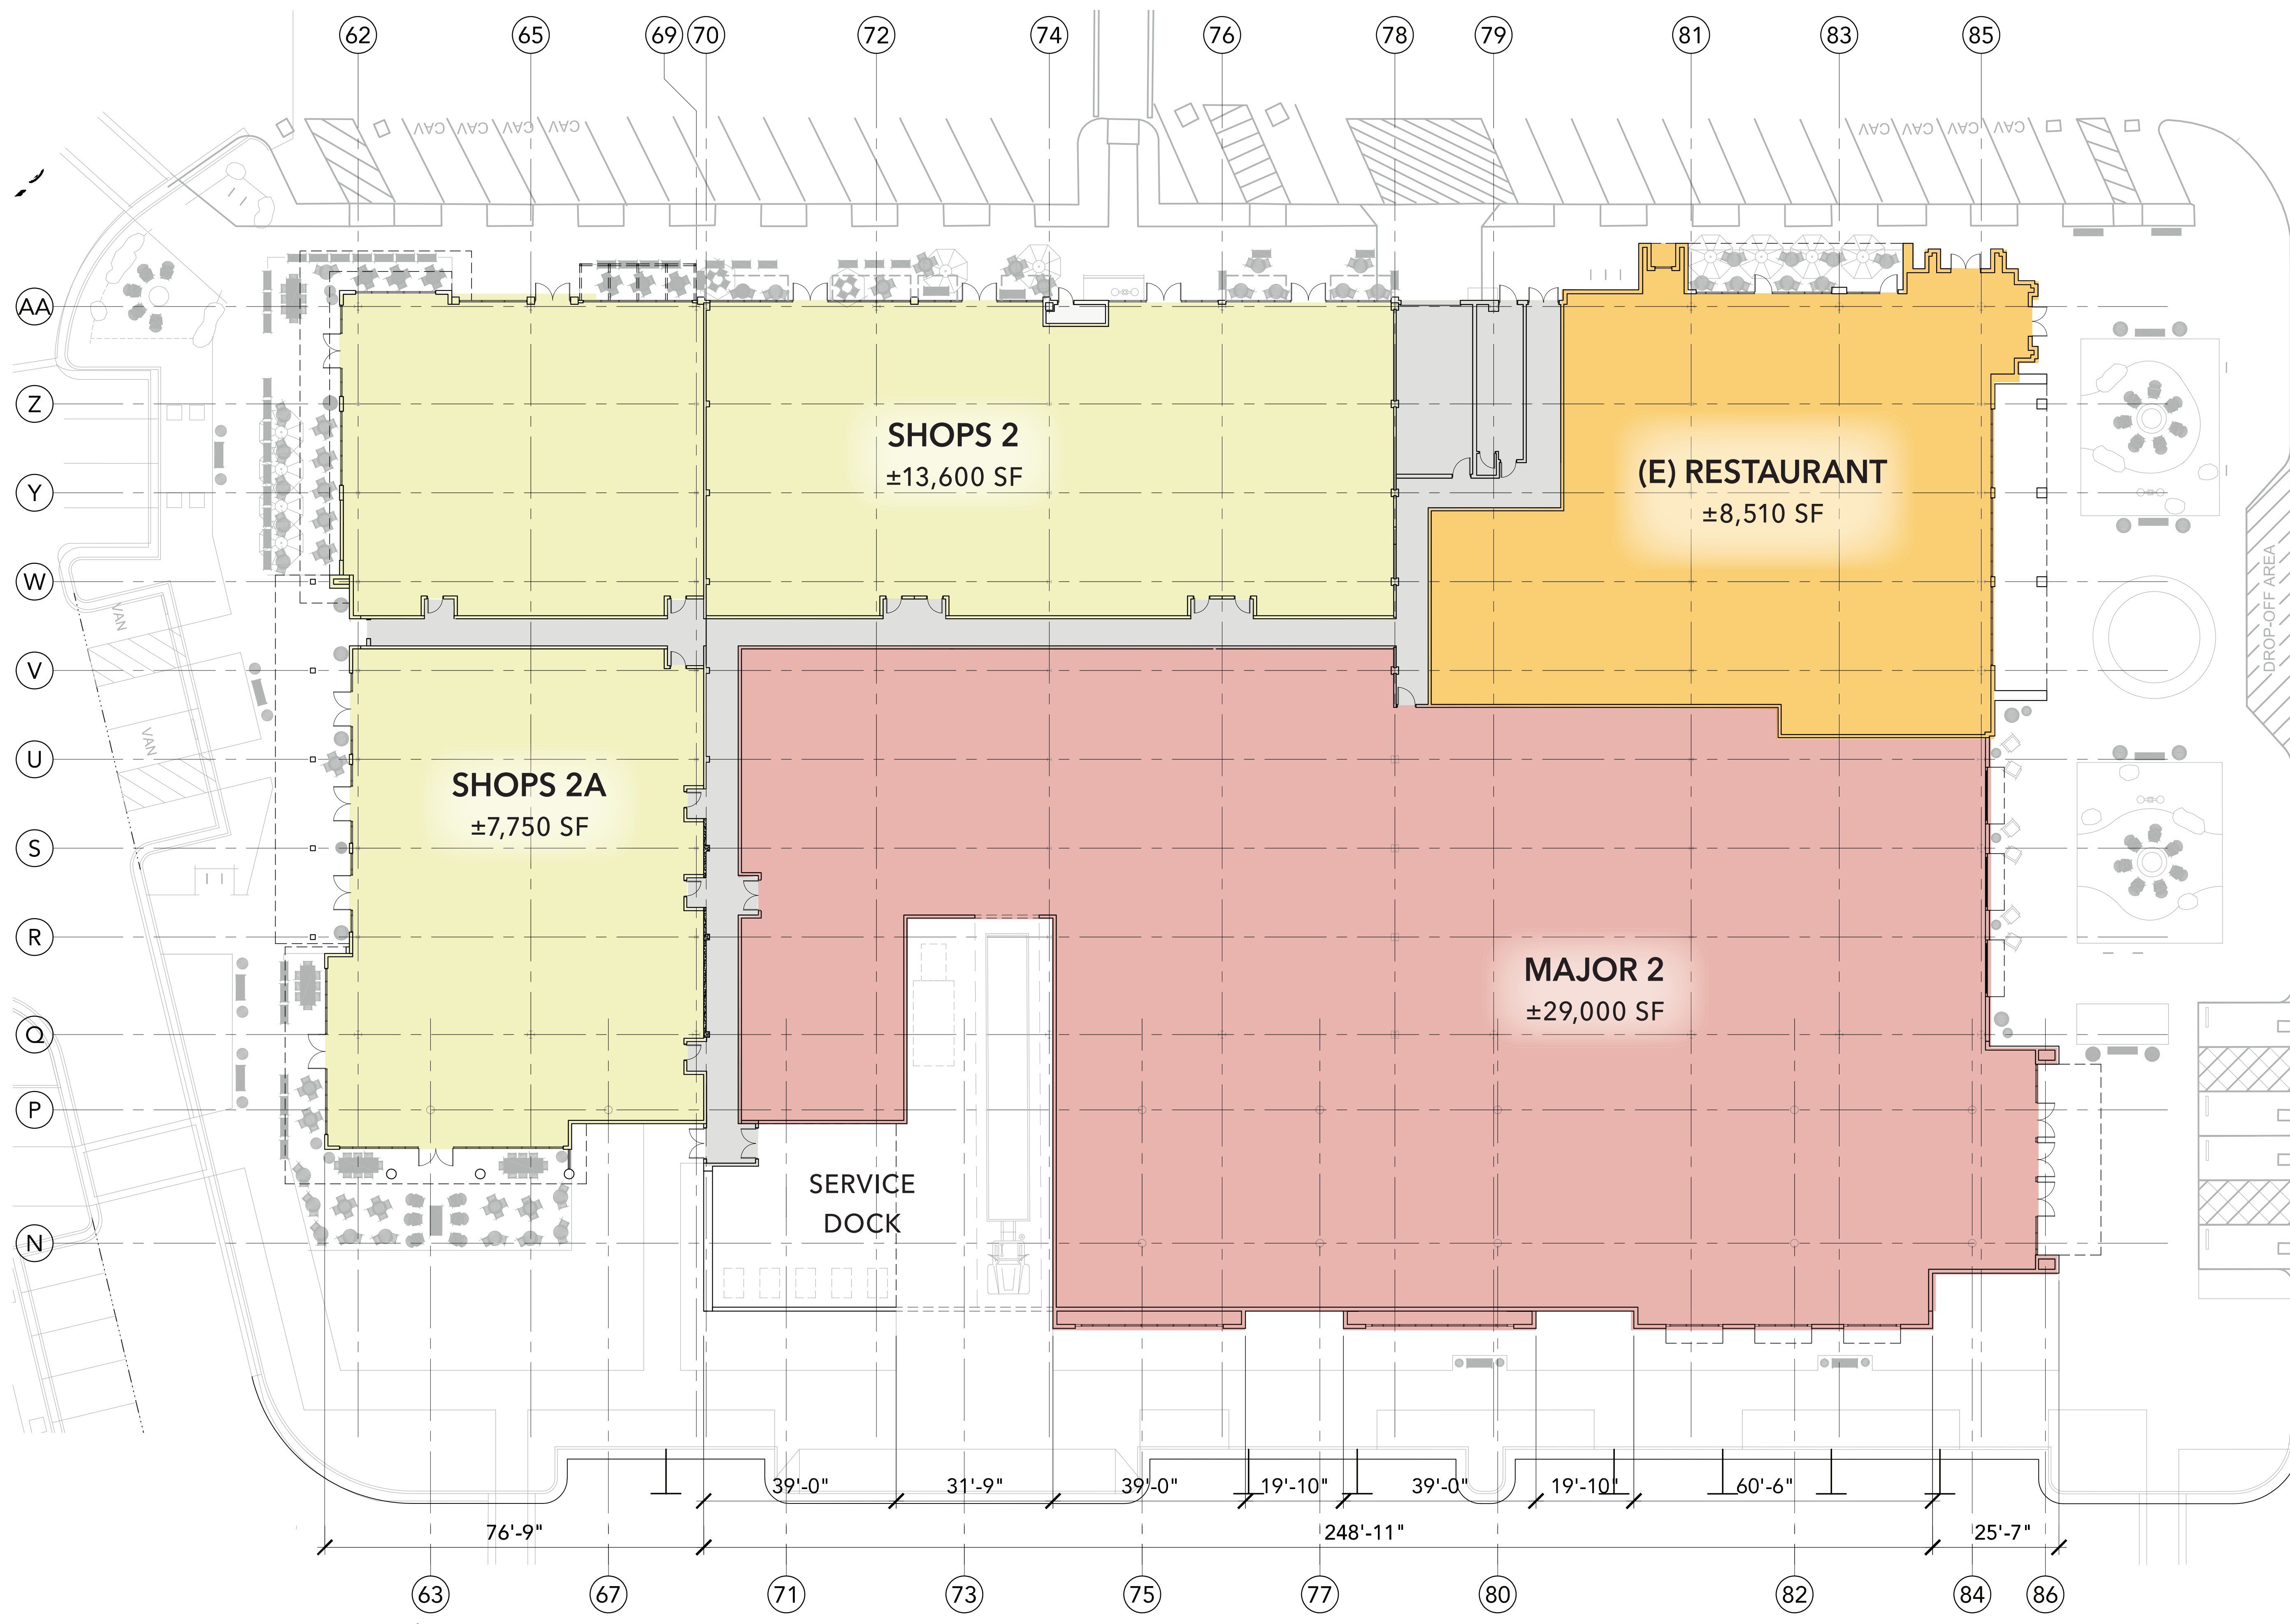 62 65 69 70 72 74 76 78 79 81 83 85
CAV CAV CAV CAV
CAV CAV CAV CAV
AA
Z
SHOPS 2
±13,600 SF
(E) RESTAURANT
±8,510 SF
Y
W
DROP-OFF AREA
VAN
V
VAN
U
SHOPS 2A
±7,750 SF
S
R
MAJOR 2
±29,000 SF
Q
P
SERVICE
DOCK
N
39'-0" 31'-9" 39'-0" 19'-10" 39'-0" 19'-10" 60'-6"
76'-9" 248'-11" 25'-7"
63 67 71 73 75 77 80 82 84 86